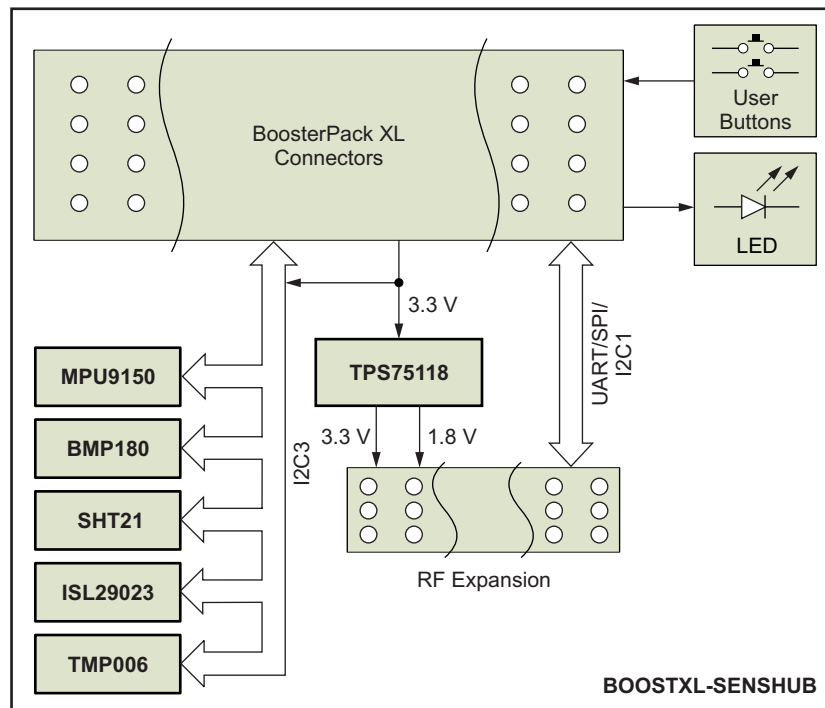 BoosterPack XL
Connectors
User
Buttons
LED
3.3 V
TPS75118
3.3 V
1.8 V
UART/SPI/
I2C1
MPU9150
BMP180
SHT21
ISL29023
TMP006
I2C3
RF Expansion
BOOSTXL-SENSHUB